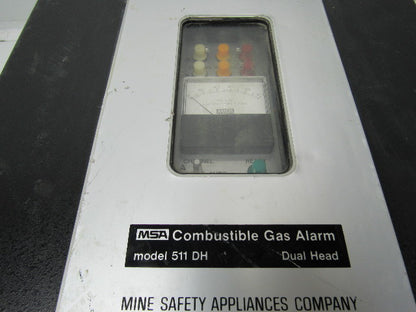 MSA Combustible Gas Alarm
model 511 DH Dual Head
MINE SAFETY APPLIANCES COMPANY